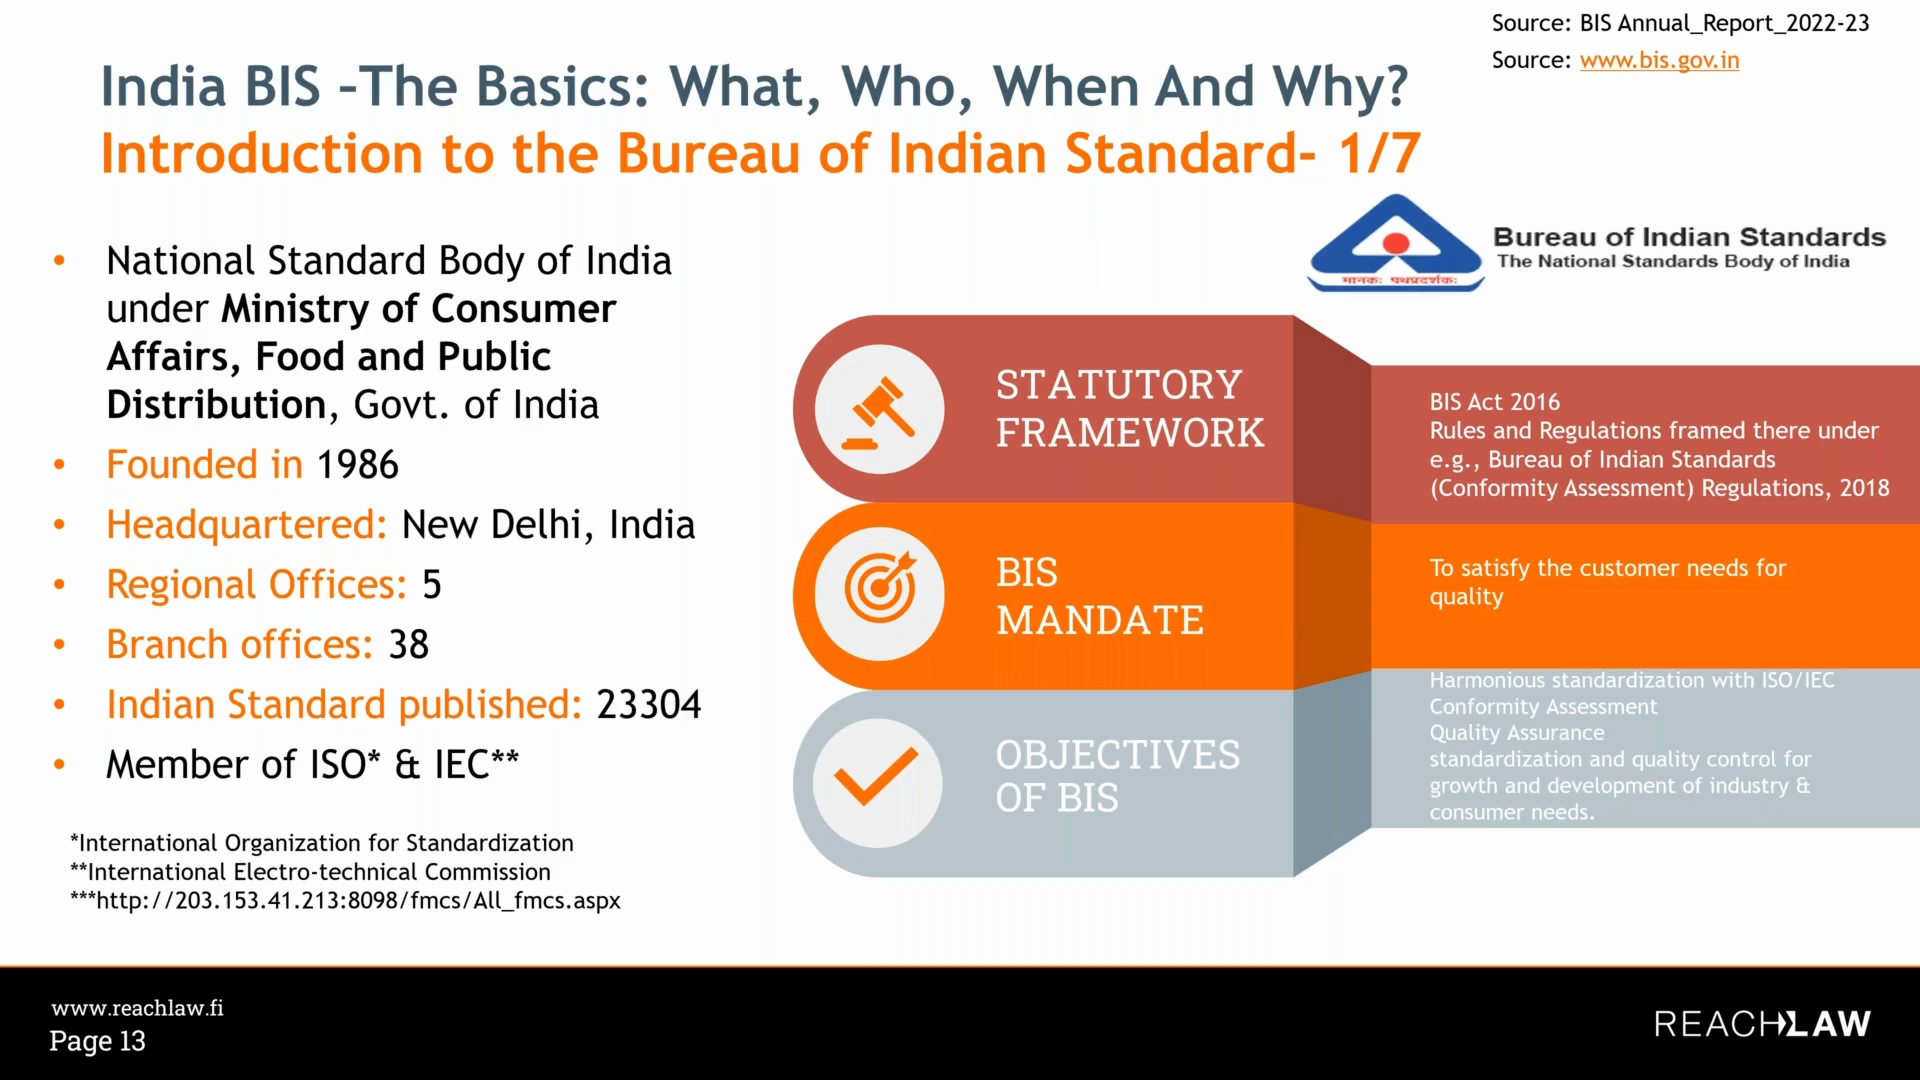 Source: BIS Annual_Report_2022-23
Source: www.bis.gov.in
India BIS –The Basics: What, Who, When And Why?
Introduction to the Bureau of Indian Standard- 1/7
Bureau of Indian Standards
The National Standards Body of India
मानकः पथप्रदर्शकः
• National Standard Body of India
under Ministry of Consumer
Affairs, Food and Public
Distribution, Govt. of India
• Founded in 1986
• Headquartered: New Delhi, India
• Regional Offices: 5
• Branch offices: 38
• Indian Standard published: 23304
• Member of ISO* & IEC**
*International Organization for Standardization
**International Electro-technical Commission
***http://203.153.41.213:8098/fmcs/All_fmcs.aspx
STATUTORY
FRAMEWORK
BIS Act 2016
Rules and Regulations framed there under
e.g., Bureau of Indian Standards
(Conformity Assessment) Regulations, 2018
BIS
MANDATE
To satisfy the customer needs for
quality
OBJECTIVES
OF BIS
Harmonious standardization with ISO/IEC
Conformity Assessment
Quality Assurance
standardization and quality control for
growth and development of industry &
consumer needs.
www.reachlaw.fi
Page 13
REACHLAW